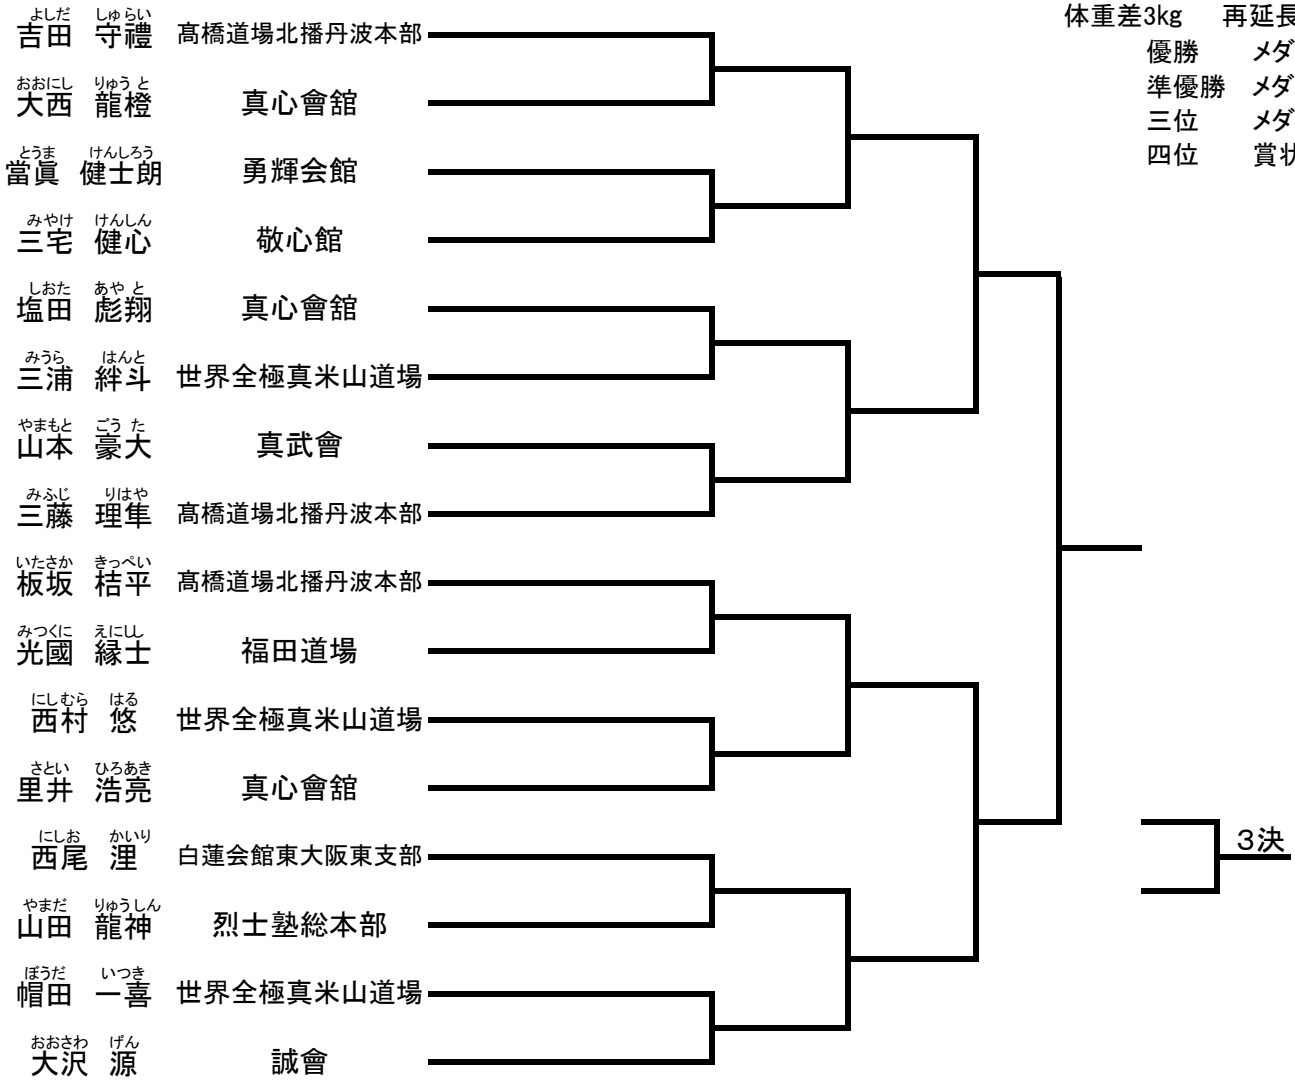 よしだ しゅらい
吉田 守禮 髙橋道場北播丹波本部
体重差3kg 再延長
優勝 メダ
準優勝 メダ
三位 メダ
四位 賞状
おおにし りゅうと
大西 龍橙 真心會舘
とうま けんしろう
當眞 健士朗 勇輝会館
みやけ けんしん
三宅 健心 敬心館
しおた あやと
塩田 彪翔 真心會舘
みうら はんと
三浦 絆斗 世界全極真米山道場
やまもと ごうた
山本 豪大 真武會
みふじ りはや
三藤 理隼 髙橋道場北播丹波本部
いたさか きっぺい
板坂 桔平 髙橋道場北播丹波本部
みつくに えにし
光國 縁士 福田道場
にしむら はる
西村 悠 世界全極真米山道場
さとい ひろあき
里井 浩亮 真心會舘
にしお かいり
西尾 浬 白蓮会館東大阪東支部
やまだ りゅうしん
山田 龍神 烈士塾総本部
ぼうだ いつき
帽田 一喜 世界全極真米山道場
おおさわ げん
大沢 源 誠會
３決